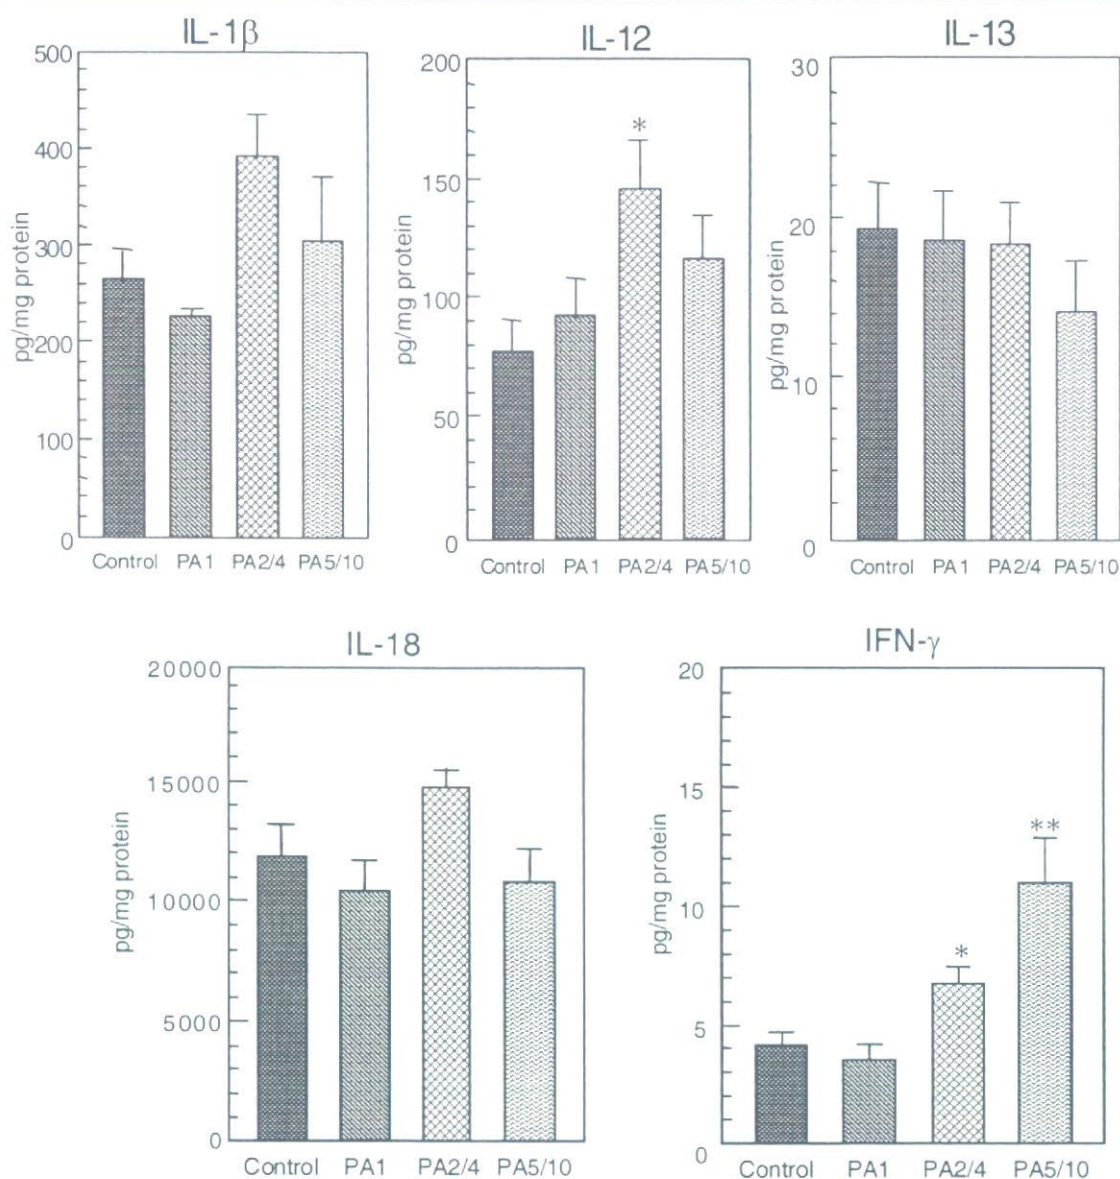 IL-1β
500
400
300
200
100
0
pg/mg protein
Control PA1 PA2/4 PA5/10
IL-12
200
150
100
50
0
pg/mg protein
*
Control PA1 PA2/4 PA5/10
IL-13
30
20
10
0
pg/mg protein
Control PA1 PA2/4 PA5/10
IL-18
20000
15000
10000
5000
0
pg/mg protein
Control PA1 PA2/4 PA5/10
IFN-γ
20
15
10
5
0
pg/mg protein
*
**
Control PA1 PA2/4 PA5/10